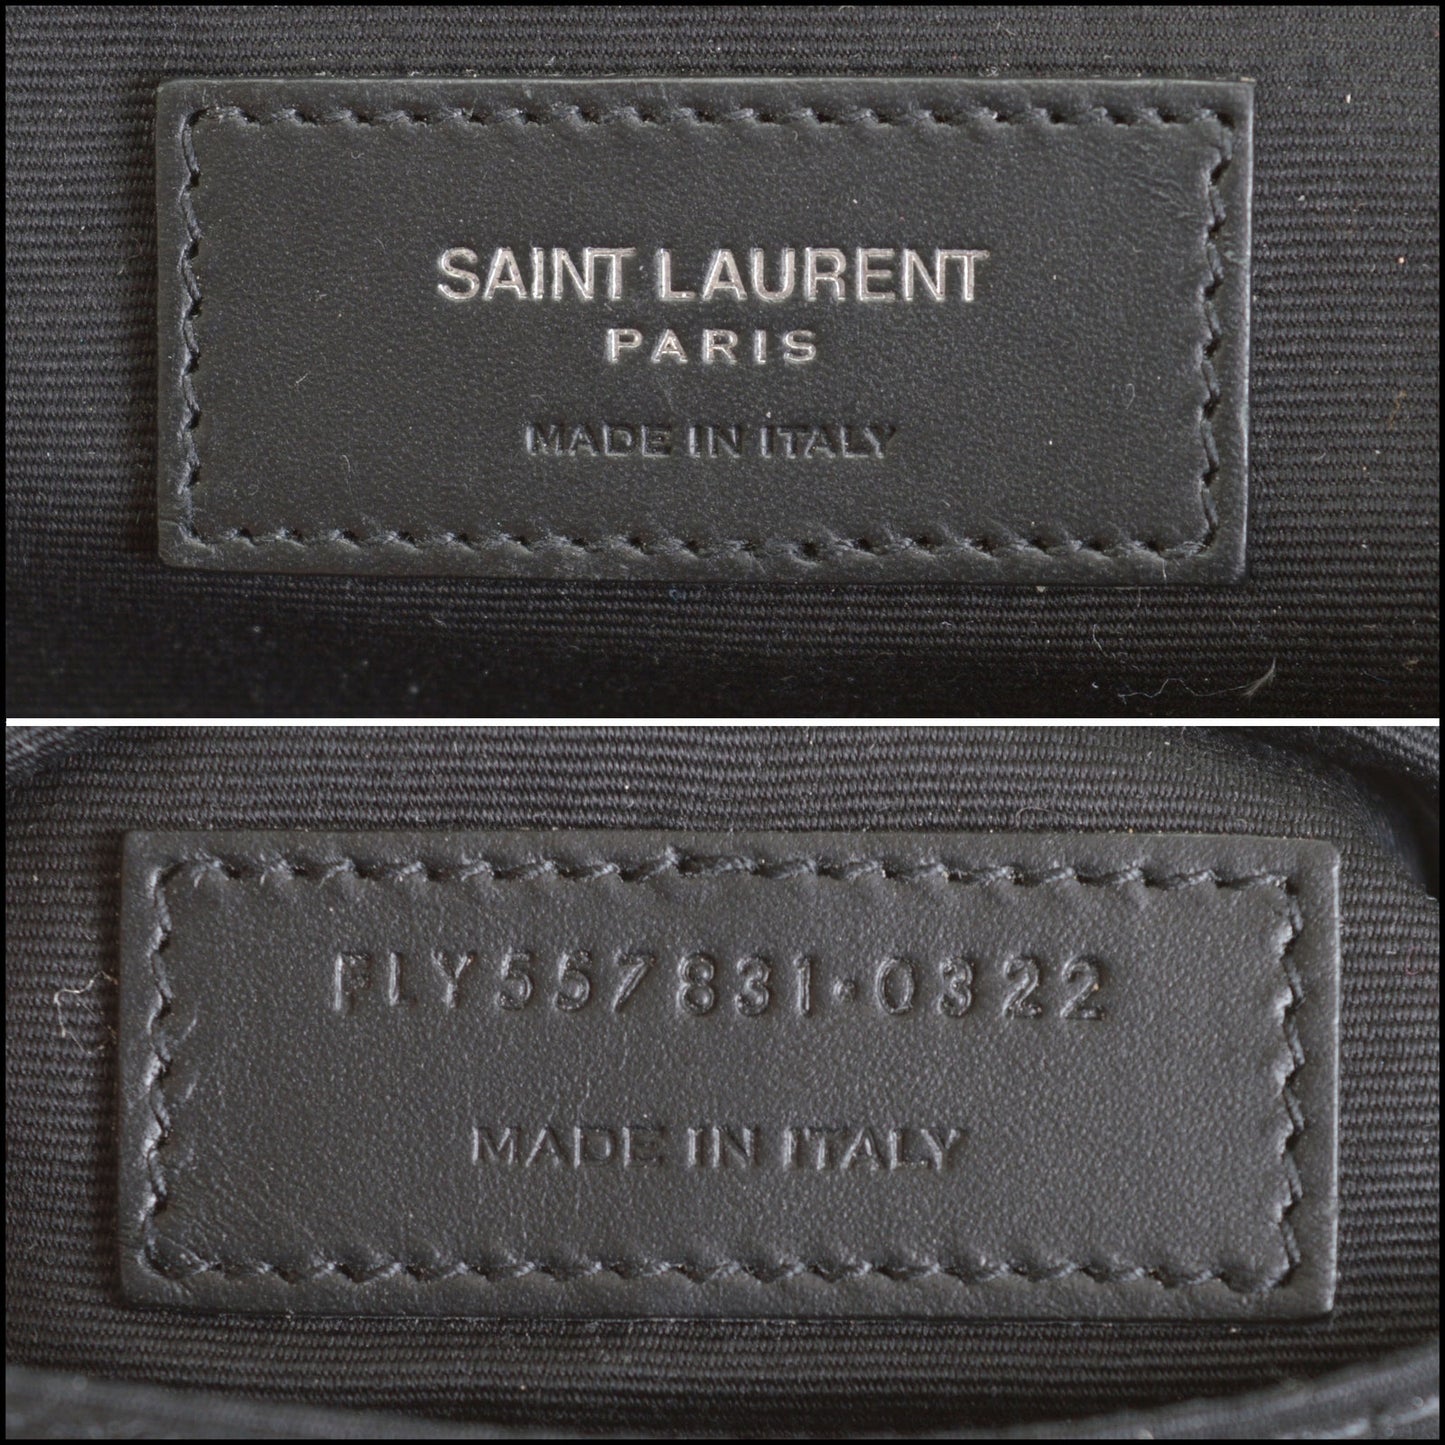 SAINT LAURENT
PARIS
MADE IN ITALY
FLY557831·0322
MADE IN ITALY